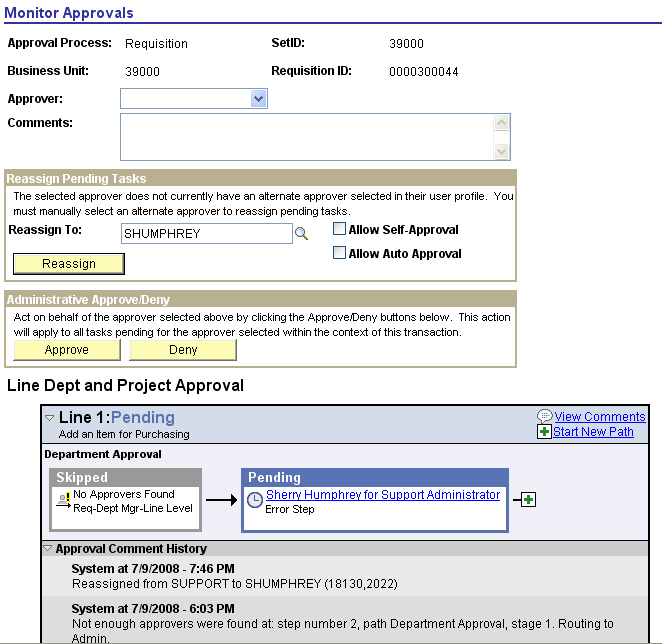 Monitor Approvals
Approval Process: Requisition SetID: 39000
Business Unit: 39000 Requisition ID: 0000300044
Approver:
Comments:
Reassign Pending Tasks
The selected approver does not currently have an alternate approver selected in their user profile. You
must manually select an alternate approver to reassign pending tasks.
Reassign To: SHUMPHREY Allow Self-Approval
Allow Auto Approval
Reassign
Administrative Approve/Deny
Act on behalf of the approver selected above by clicking the Approve/Deny buttons below. This action
will apply to all tasks pending for the approver selected within the context of this transaction.
Approve Deny
Line Dept and Project Approval
Line 1:Pending View Comments
Add an Item for Purchasing Start New Path
Department Approval
Skipped
No Approvers Found
Req-Dept Mgr-Line Level
Pending
Sherry Humphrey for Support Administrator
Error Step
Approval Comment History
System at 7/9/2008 - 7:46 PM
Reassigned from SUPPORT to SHUMPHREY (18130,2022)
System at 7/9/2008 - 6:03 PM
Not enough approvers were found at: step number 2, path Department Approval, stage 1. Routing to
Admin.